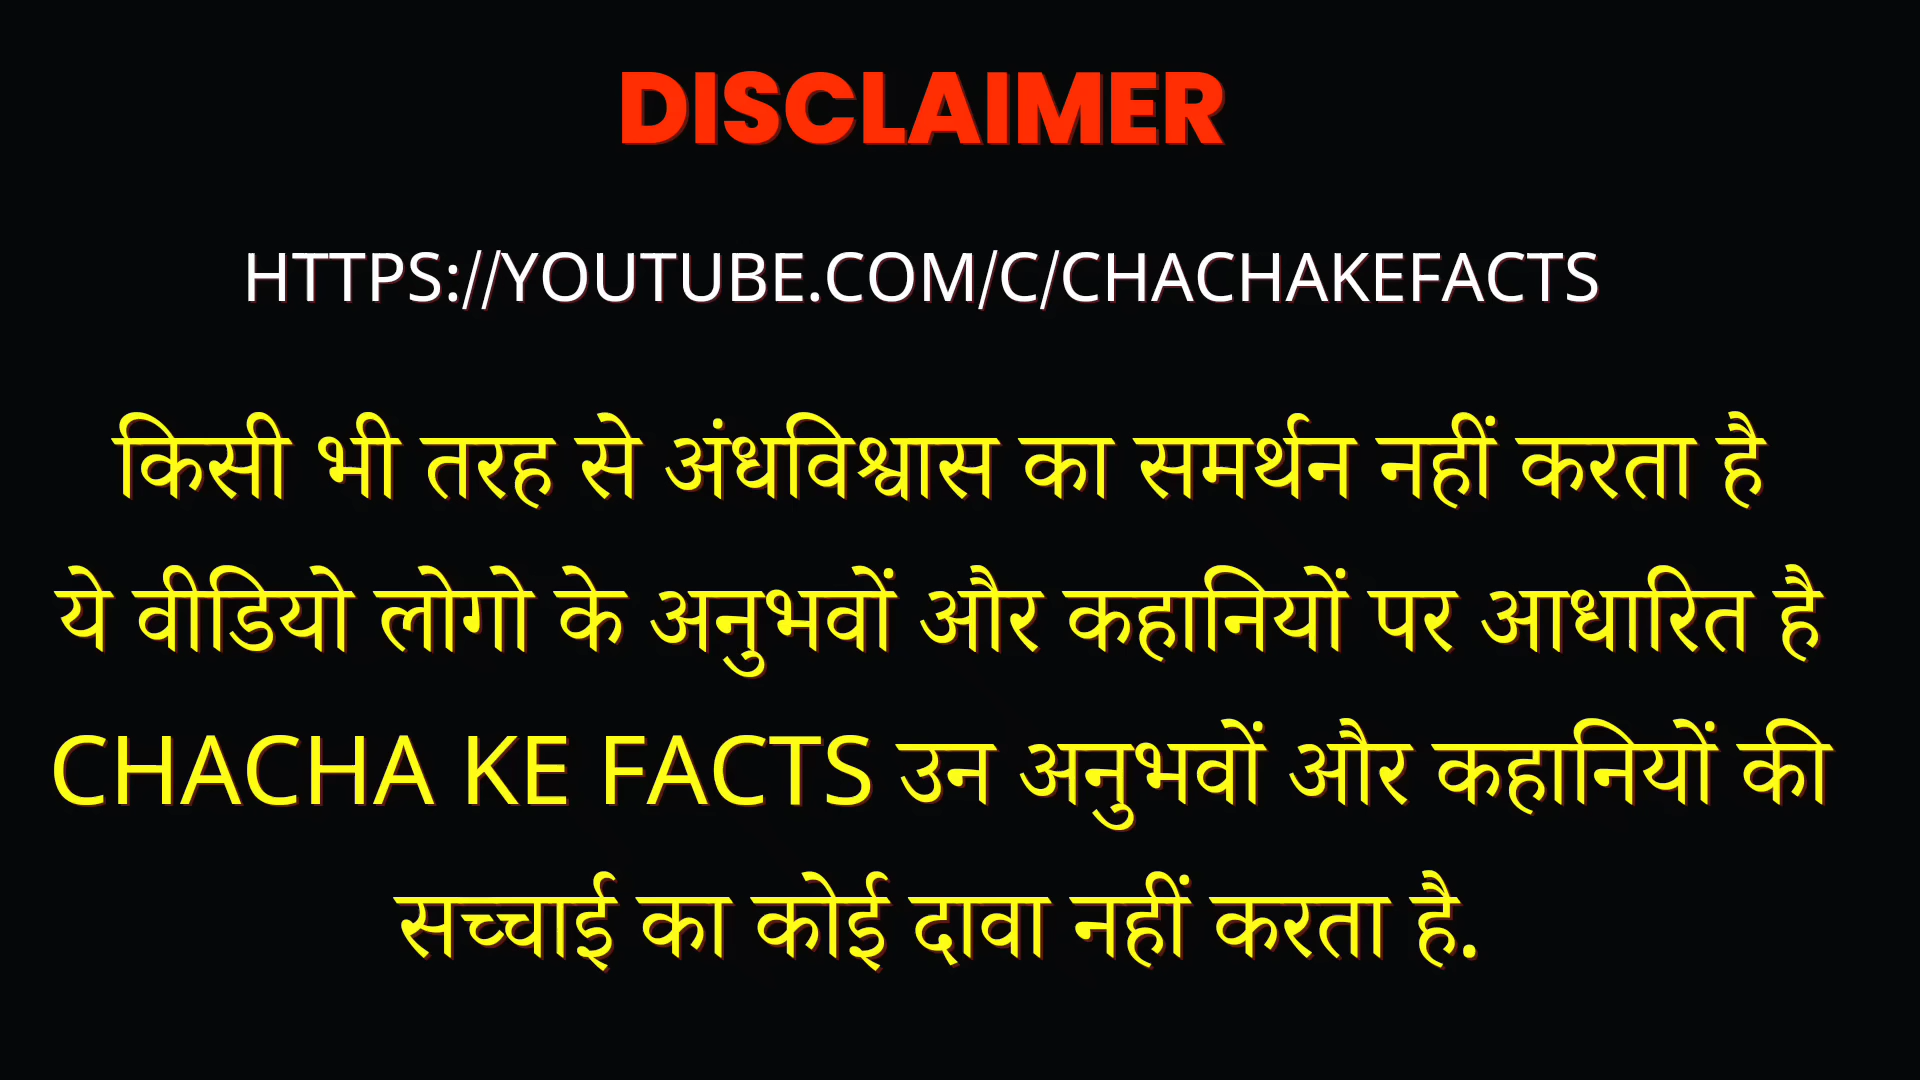 DISCLAIMER
HTTPS://YOUTUBE.COM/C/CHACHAKEFACTS
किसी भी तरह से अंधविश्वास का समर्थन नहीं करता है
ये वीडियो लोगो के अनुभवों और कहानियों पर आधारित है
CHACHA KE FACTS उन अनुभवों और कहानियों की
सच्चाई का कोई दावा नहीं करता है.